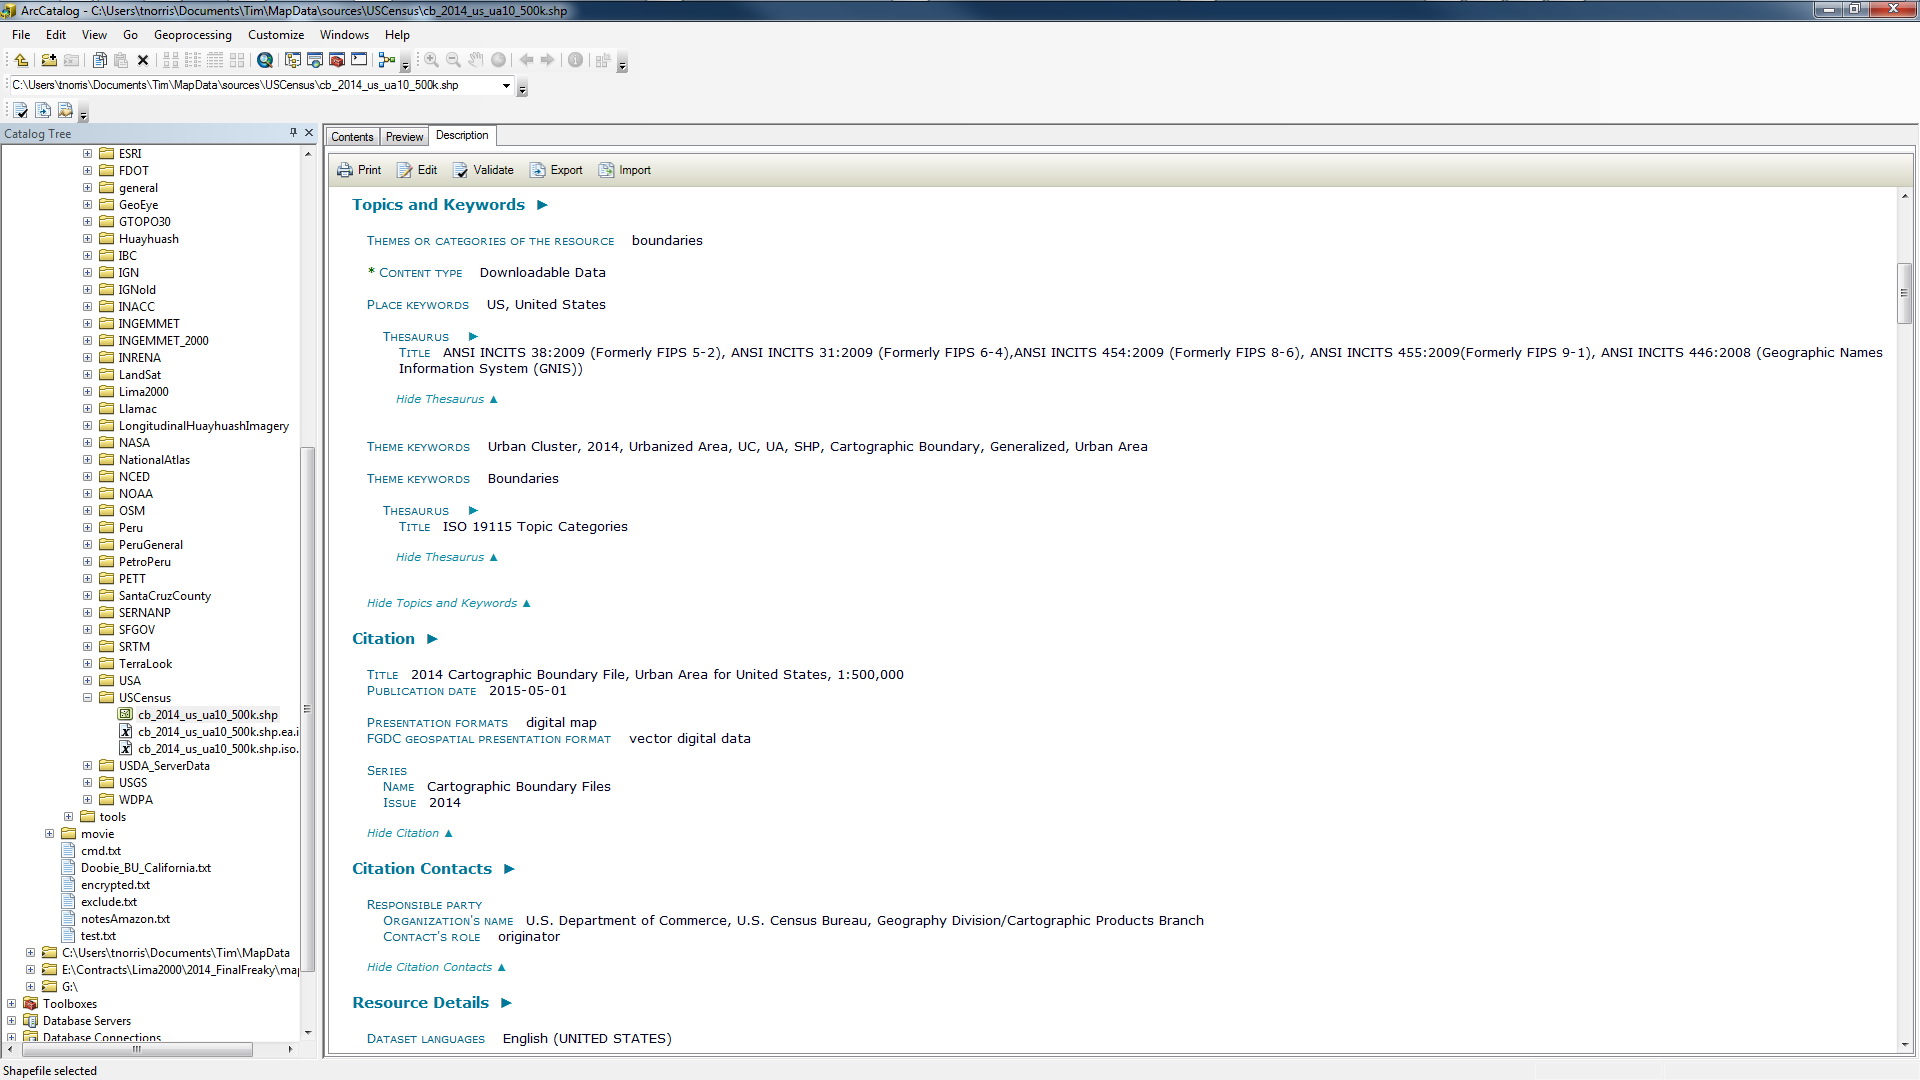 ArcCatalog - C:\Users\tnorris\Documents\Tim\MapData\sources\USCensus\cb_2014_us_ua10_500k.shp
File Edit View Go Geoprocessing Customize Windows Help
C:\Users\tnorris\Documents\Tim\MapData\sources\USCensus\cb_2014_us_ua10_500k.shp
Catalog Tree
ESRI
FDOT
general
GeoEye
GTOPO30
Huayhuash
IBC
IGN
IGNold
INACC
INGEMMET
INGEMMET_2000
INRENA
LandSat
Lima2000
Llamac
LongitudinalHuayhuashImagery
NASA
NationalAtlas
NCED
NOAA
OSM
Peru
PeruGeneral
PetroPeru
PETT
SantaCruzCounty
SERNANP
SFGOV
SRTM
TerraLook
USA
USCensus
cb_2014_us_ua10_500k.shp
cb_2014_us_ua10_500k.shp.ea.i
cb_2014_us_ua10_500k.shp.iso.
USDA_ServerData
USGS
WDPA
tools
movie
cmd.txt
Doobie_BU_California.txt
encrypted.txt
exclude.txt
notesAmazon.txt
test.txt
C:\Users\tnorris\Documents\Tim\MapData
E:\Contracts\Lima2000\2014_FinalFreaky\map
G:\
Toolboxes
Database Servers
Database Connections
Contents Preview Description
Print Edit Validate Export Import
Topics and Keywords ►
THEMES OR CATEGORIES OF THE RESOURCE boundaries
* CONTENT TYPE Downloadable Data
PLACE KEYWORDS US, United States
THESAURUS ►
TITLE ANSI INCITS 38:2009 (Formerly FIPS 5-2), ANSI INCITS 31:2009 (Formerly FIPS 6-4),ANSI INCITS 454:2009 (Formerly FIPS 8-6), ANSI INCITS 455:2009(Formerly FIPS 9-1), ANSI INCITS 446:2008 (Geographic Names
Information System (GNIS))
Hide Thesaurus ▲
THEME KEYWORDS Urban Cluster, 2014, Urbanized Area, UC, UA, SHP, Cartographic Boundary, Generalized, Urban Area
THEME KEYWORDS Boundaries
THESAURUS ►
TITLE ISO 19115 Topic Categories
Hide Thesaurus ▲
Hide Topics and Keywords ▲
Citation ►
TITLE 2014 Cartographic Boundary File, Urban Area for United States, 1:500,000
PUBLICATION DATE 2015-05-01
PRESENTATION FORMATS digital map
FGDC GEOSPATIAL PRESENTATION FORMAT vector digital data
SERIES
NAME Cartographic Boundary Files
ISSUE 2014
Hide Citation ▲
Citation Contacts ►
RESPONSIBLE PARTY
ORGANIZATION'S NAME U.S. Department of Commerce, U.S. Census Bureau, Geography Division/Cartographic Products Branch
CONTACT'S ROLE originator
Hide Citation Contacts ▲
Resource Details ►
DATASET LANGUAGES English (UNITED STATES)
Shapefile selected